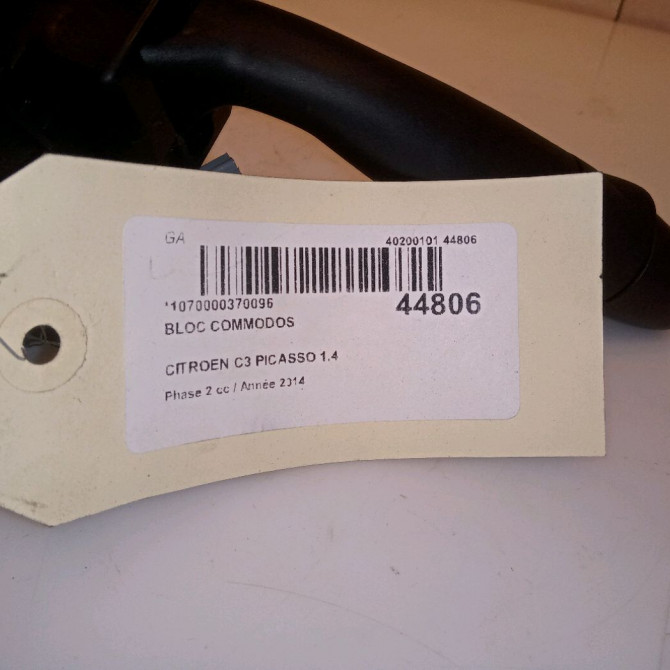 GA
40200101 44806
*1070000370096
44806
BLOC COMMODOS
CITROEN C3 PICASSO 1.4
Phase 2 cc / Année 2014